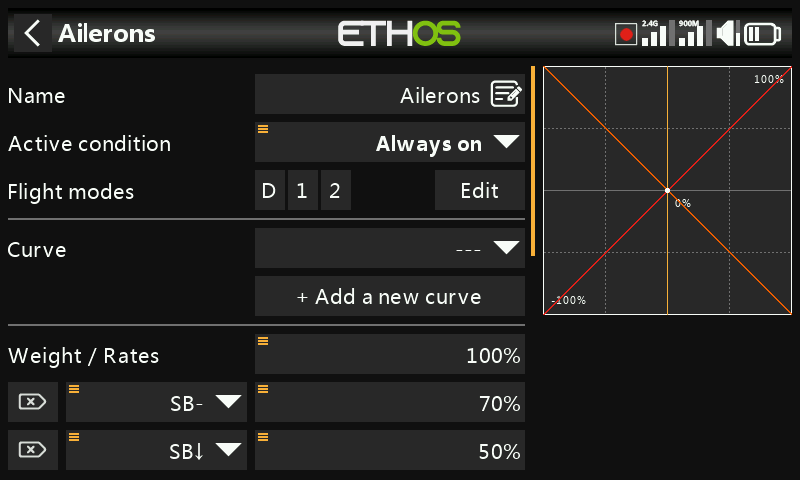 Ailerons
ETHOS
2.4G
900M
Name
Ailerons
Active condition
Always on
Flight modes
D 1 2
Edit
Curve
---
+ Add a new curve
Weight / Rates
100%
SB-
70%
SB↓
50%
100%
0%
-100%